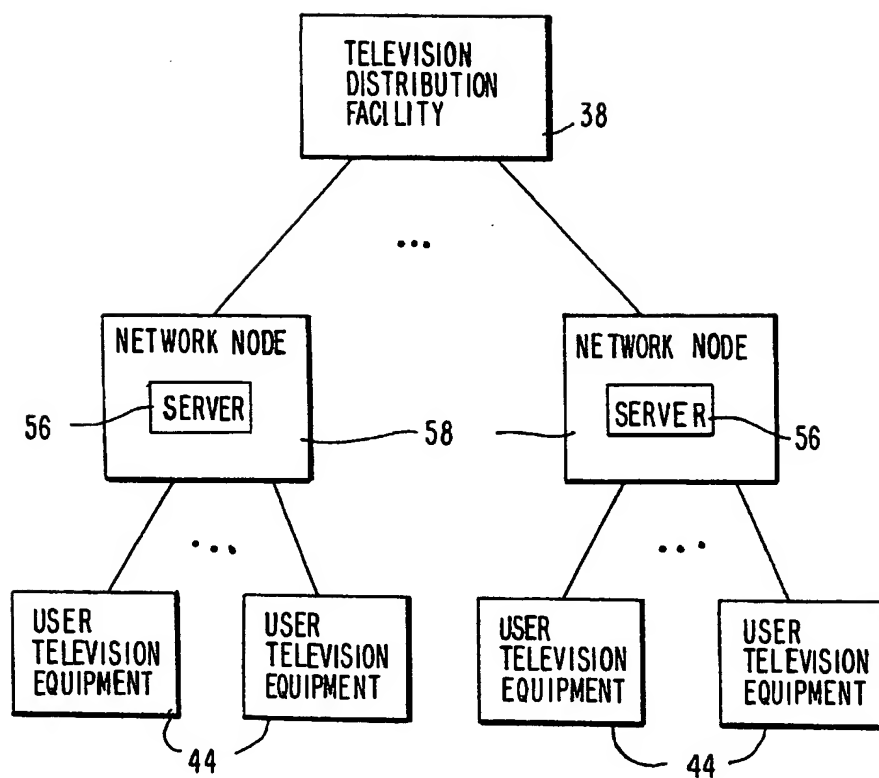 TELEVISION
DISTRIBUTION
FACILITY
38
...
NETWORK NODE
SERVER
56
58
NETWORK NODE
SERVER
56
...
...
USER
TELEVISION
EQUIPMENT
USER
TELEVISION
EQUIPMENT
44
USER
TELEVISION
EQUIPMENT
USER
TELEVISION
EQUIPMENT
44